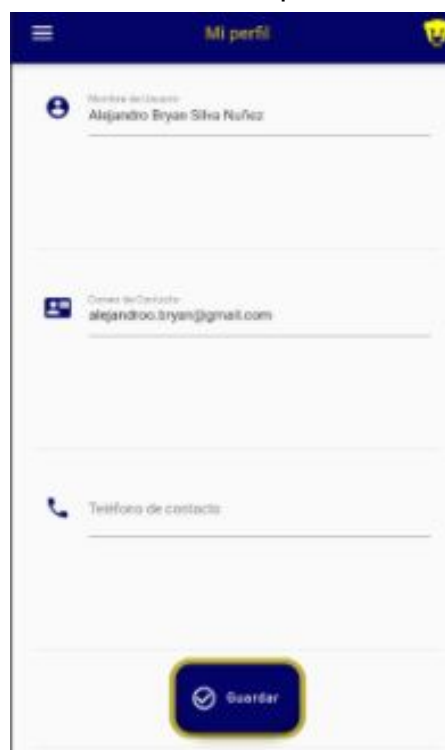 Mi perfil
Nombre de Usuario
Alejandro Bryan Silva Nuñez
Correo de Contacto
alejandroo.bryan@gmail.com
Teléfono de contacto
Guardar